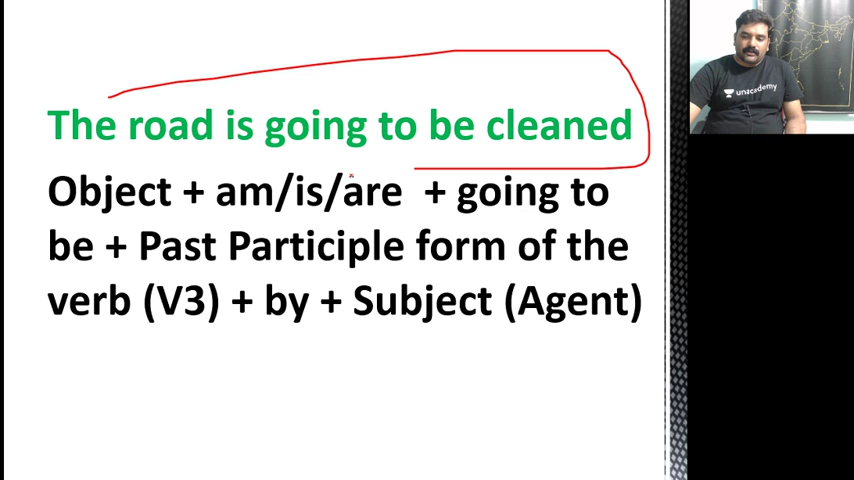 The road is going to be cleaned
Object + am/is/are + going to
be + Past Participle form of the
verb (V3) + by + Subject (Agent)
unacademy